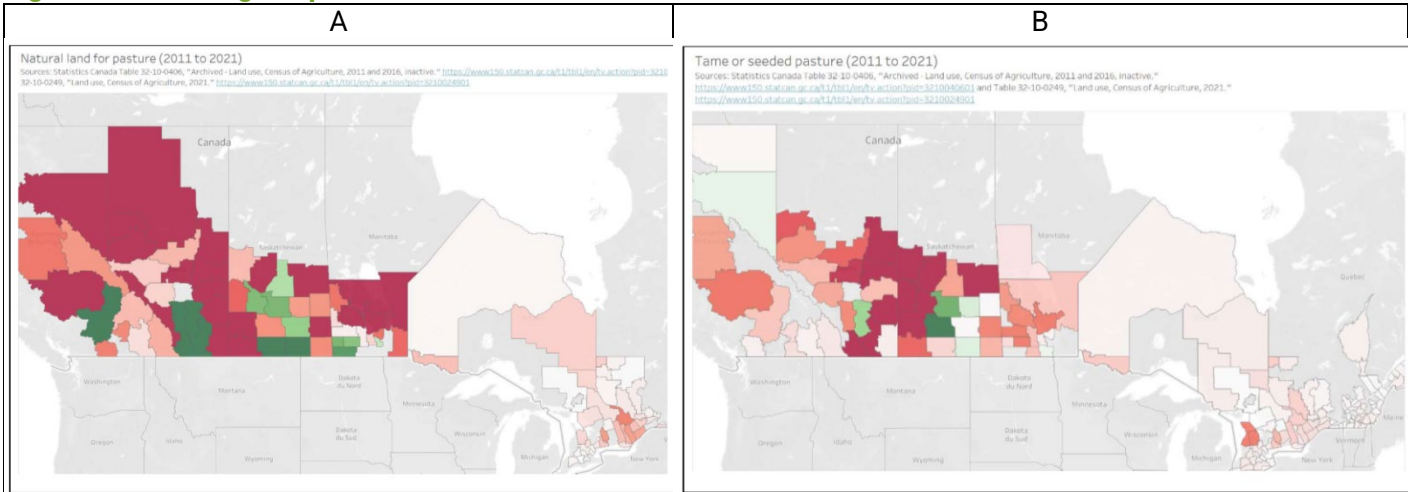 A
B
Natural land for pasture (2011 to 2021)
Sources: Statistics Canada Table 32-10-0406, "Archived - Land use, Census of Agriculture, 2011 and 2016, inactive." https://www150.statcan.gc.ca/t1/tbl1/en/tv.action?pid=3210
32-10-0249, "Land use, Census of Agriculture, 2021." https://www150.statcan.gc.ca/t1/tbl1/en/tv.action?pid=3210024901
Canada
Saskatchewan
Manitoba
Washington
Montana
Dakota
du Nord
Minnesota
Oregon
Idaho
Wyoming
Dakota
du Sud
Wisconsin
Michigan
New York
Tame or seeded pasture (2011 to 2021)
Sources: Statistics Canada Table 32-10-0406, "Archived - Land use, Census of Agriculture, 2011 and 2016, inactive."
https://www150.statcan.gc.ca/t1/tbl1/en/tv.action?pid=3210040601 and Table 32-10-0249, "Land use, Census of Agriculture, 2021."
https://www150.statcan.gc.ca/t1/tbl1/en/tv.action?pid=3210024901
Canada
Saskatchewan
Manitoba
Quebec
Washington
Montana
Dakota
du Nord
Minnesota
Maine
Oregon
Idaho
Wyoming
Dakota
du Sud
Wisconsin
Michigan
Vermont
New York